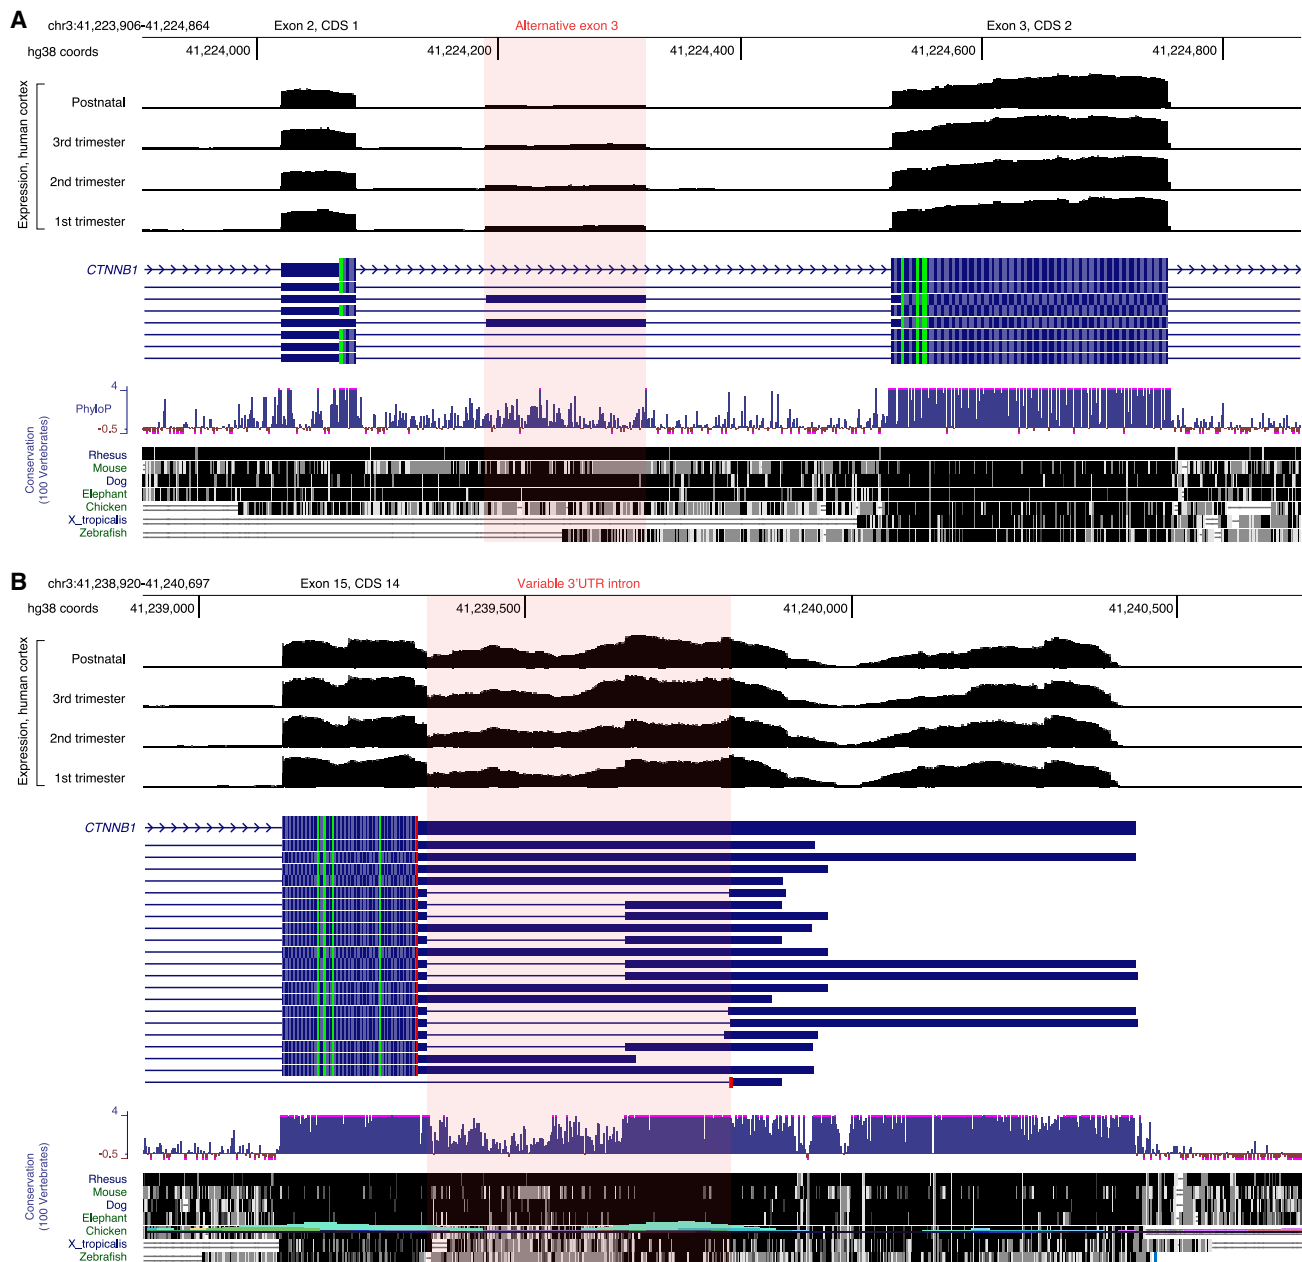 A
chr3:41,223,906-41,224,864
Exon 2, CDS 1
Alternative exon 3
Exon 3, CDS 2
hg38 coords
41,224,000
41,224,200
41,224,400
41,224,600
41,224,800
Expression, human cortex
Postnatal
3rd trimester
2nd trimester
1st trimester
CTNNB1
4
PhyloP
-0.5
Conservation
(100 Vertebrates)
Rhesus
Mouse
Dog
Elephant
Chicken
X_tropicalis
Zebrafish
B
chr3:41,238,920-41,240,697
Exon 15, CDS 14
Variable 3'UTR intron
hg38 coords
41,239,000
41,239,500
41,240,000
41,240,500
Expression, human cortex
Postnatal
3rd trimester
2nd trimester
1st trimester
CTNNB1
4
-0.5
Conservation
(100 Vertebrates)
Rhesus
Mouse
Dog
Elephant
Chicken
X_tropicalis
Zebrafish